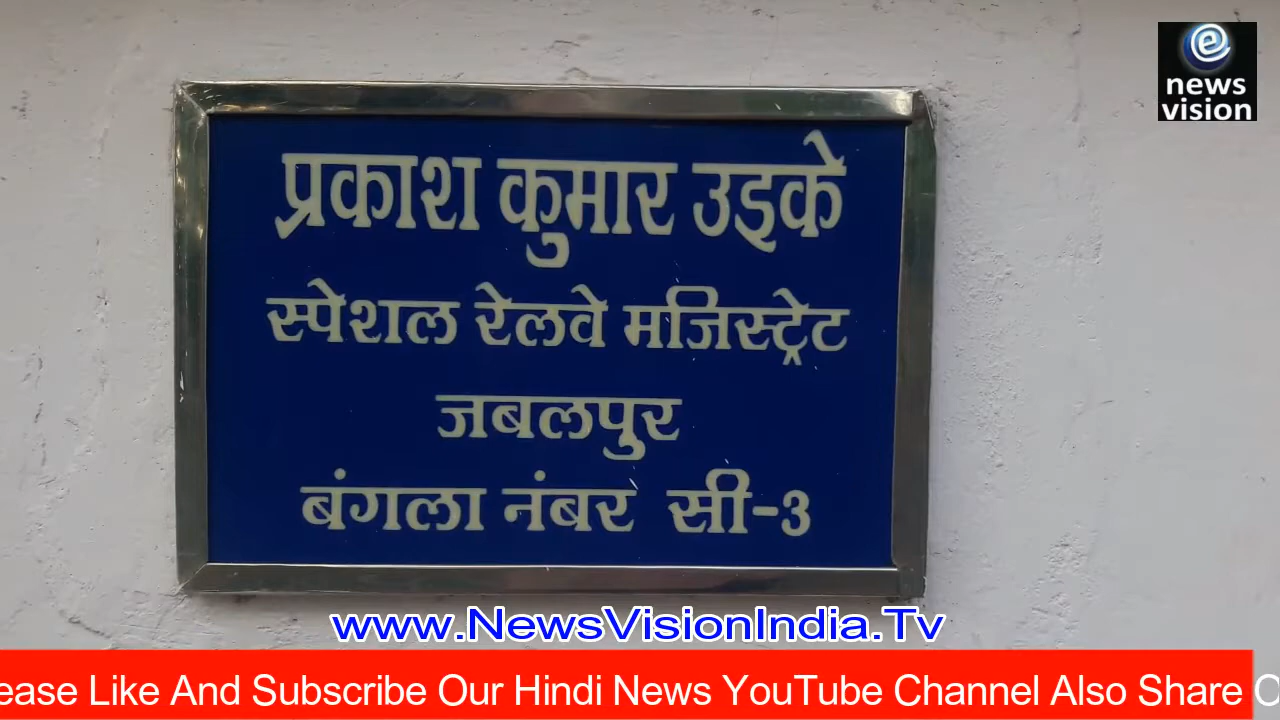 news
vision
प्रकाश कुमार उइके
स्पेशल रेलवे मजिस्ट्रेट
जबलपुर
बंगला नंबर सी-3
www.NewsVisionIndia.Tv
Like And Subscribe Our Hindi News YouTube Channel Also Share